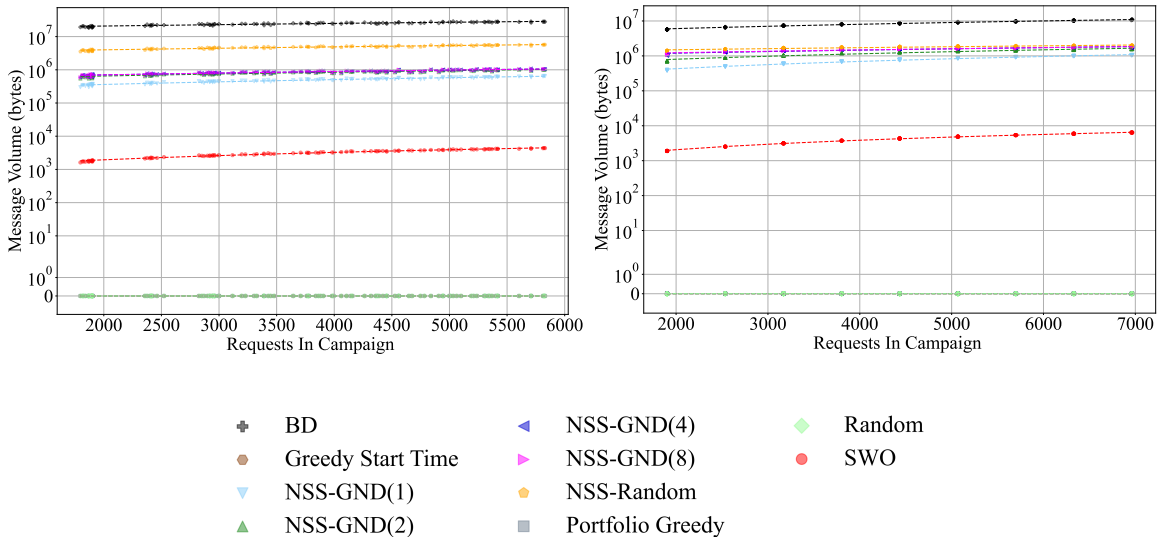 Message Volume (bytes)
10^7
10^6
10^5
10^4
10^3
10^2
10^1
10^0
0
2000 2500 3000 3500 4000 4500 5000 5500 6000
Requests In Campaign
Message Volume (bytes)
10^7
10^6
10^5
10^4
10^3
10^2
10^1
10^0
0
2000 3000 4000 5000 6000 7000
Requests In Campaign
BD
Greedy Start Time
NSS-GND(1)
NSS-GND(2)
NSS-GND(4)
NSS-GND(8)
NSS-Random
Portfolio Greedy
Random
SWO